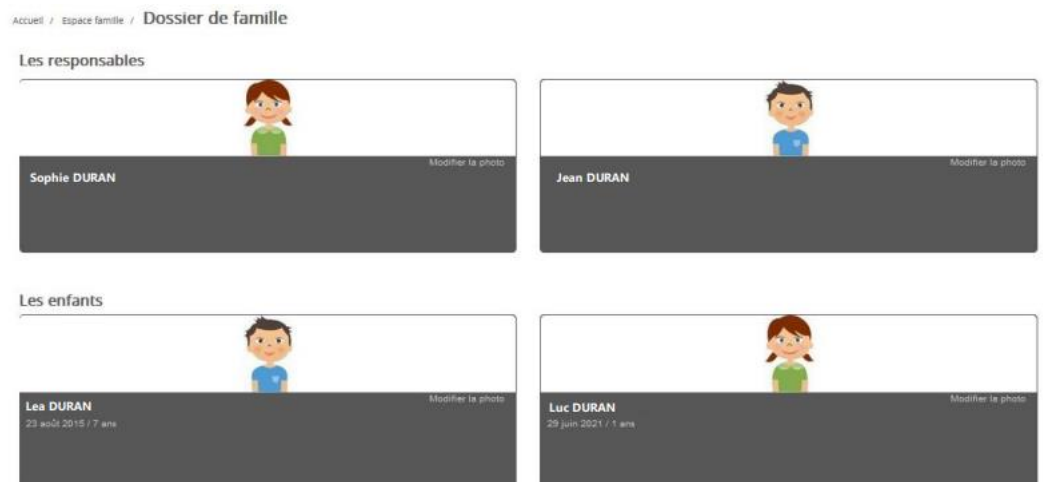 Accueil / Espace famille / Dossier de famille
Les responsables
Modifier la photo
Sophie DURAN
Modifier la photo
Jean DURAN
Les enfants
Modifier la photo
Lea DURAN
23 août 2015 / 7 ans
Modifier la photo
Luc DURAN
29 juin 2021 / 1 ans